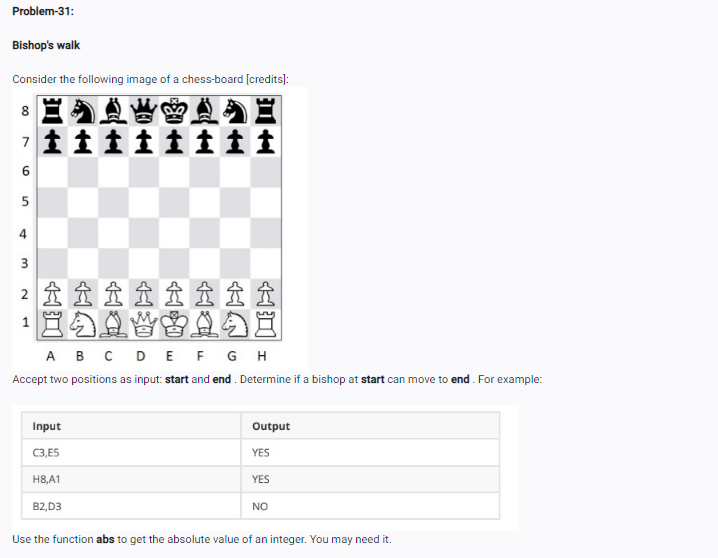 Problem-31:
Bishop's walk
Consider the following image of a chess-board [credits]:
8
7
6
5
4
3
2
1
A B C D E F G H
Accept two positions as input: start and end . Determine if a bishop at start can move to end . For example:
Input Output
C3,E5 YES
H8,A1 YES
B2,D3 NO
Use the function abs to get the absolute value of an integer. You may need it.